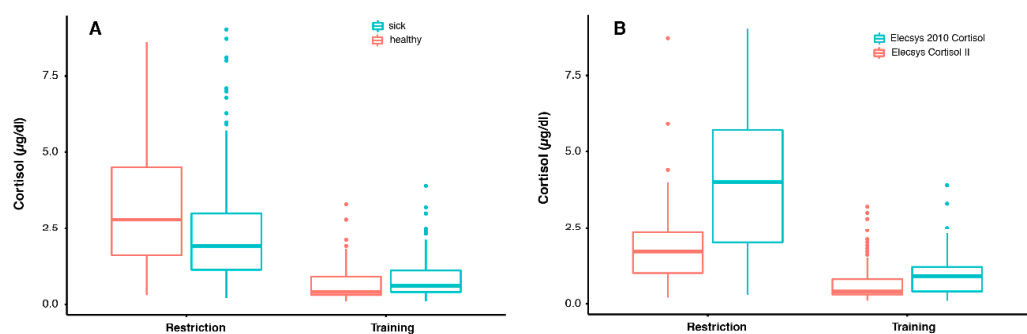 A
sick
healthy
Cortisol (µg/dl)
7.5
5.0
2.5
0.0
Restriction
Training
B
Elecsys 2010 Cortisol
Elecsys Cortisol II
Cortisol (µg/dl)
7.5
5.0
2.5
0.0
Restriction
Training